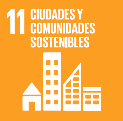 11 CIUDADES Y
COMUNIDADES
SOSTENIBLES